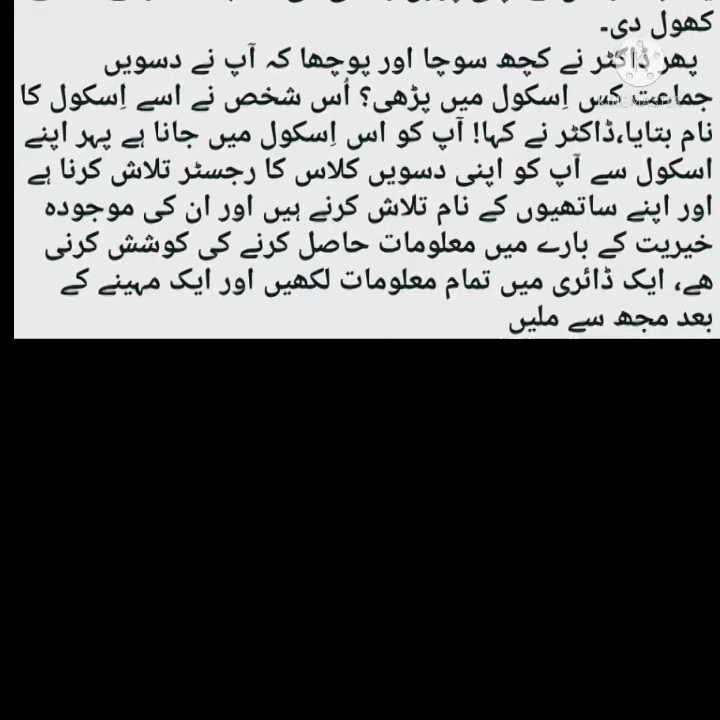 کھول دی۔
پھر ڈاکٹر نے کچھ سوچا اور پوچھا کہ آپ نے دسویں
جماعت کس اِسکول میں پڑھی؟ اُس شخص نے اسے اِسکول کا
نام بتایا،ڈاکٹر نے کہا! آپ کو اس اِسکول میں جانا ہے پہر اپنے
اسکول سے آپ کو اپنی دسویں کلاس کا رجسٹر تلاش کرنا ہے
اور اپنے ساتھیوں کے نام تلاش کرنے ہیں اور ان کی موجودہ
خیریت کے بارے میں معلومات حاصل کرنے کی کوشش کرنی
ھے، ایک ڈائری میں تمام معلومات لکھیں اور ایک مہینے کے
بعد مجھ سے ملیں